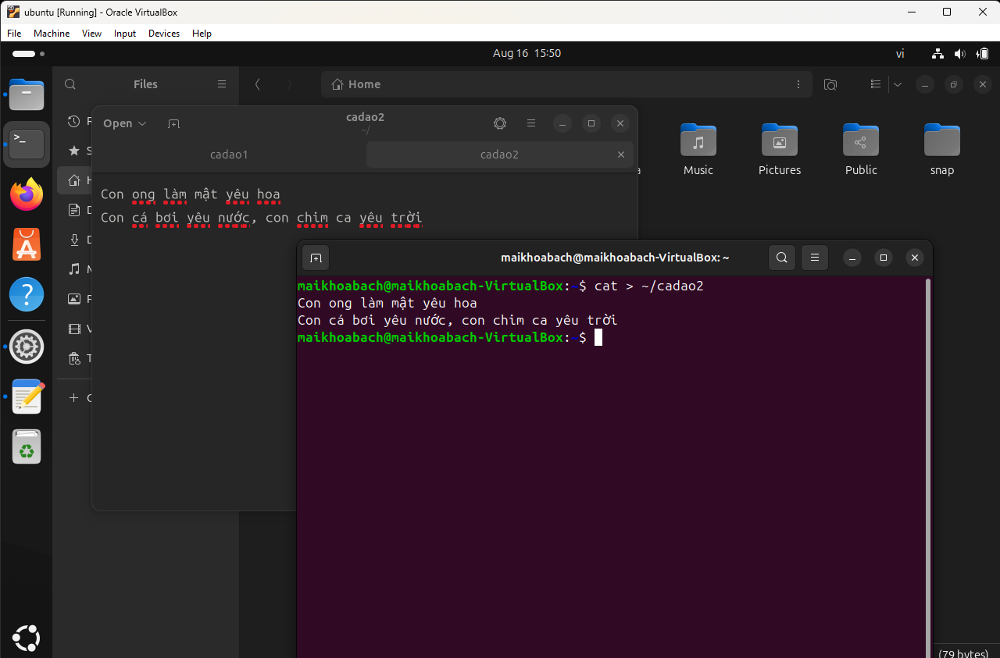 ubuntu [Running] - Oracle VirtualBox
File Machine View Input Devices Help
Aug 16 15:50
vi
Files
Home
Open
cadao2
~/
cadao1
cadao2
Con ong làm mật yêu hoa
Con cá bơi yêu nước, con chim ca yêu trời
Music
Pictures
Public
snap
maikhoabach@maikhoabach-VirtualBox: ~
maikhoabach@maikhoabach-VirtualBox:~$ cat > ~/cadao2
Con ong làm mật yêu hoa
Con cá bơi yêu nước, con chim ca yêu trời
maikhoabach@maikhoabach-VirtualBox:~$
(79 bytes)